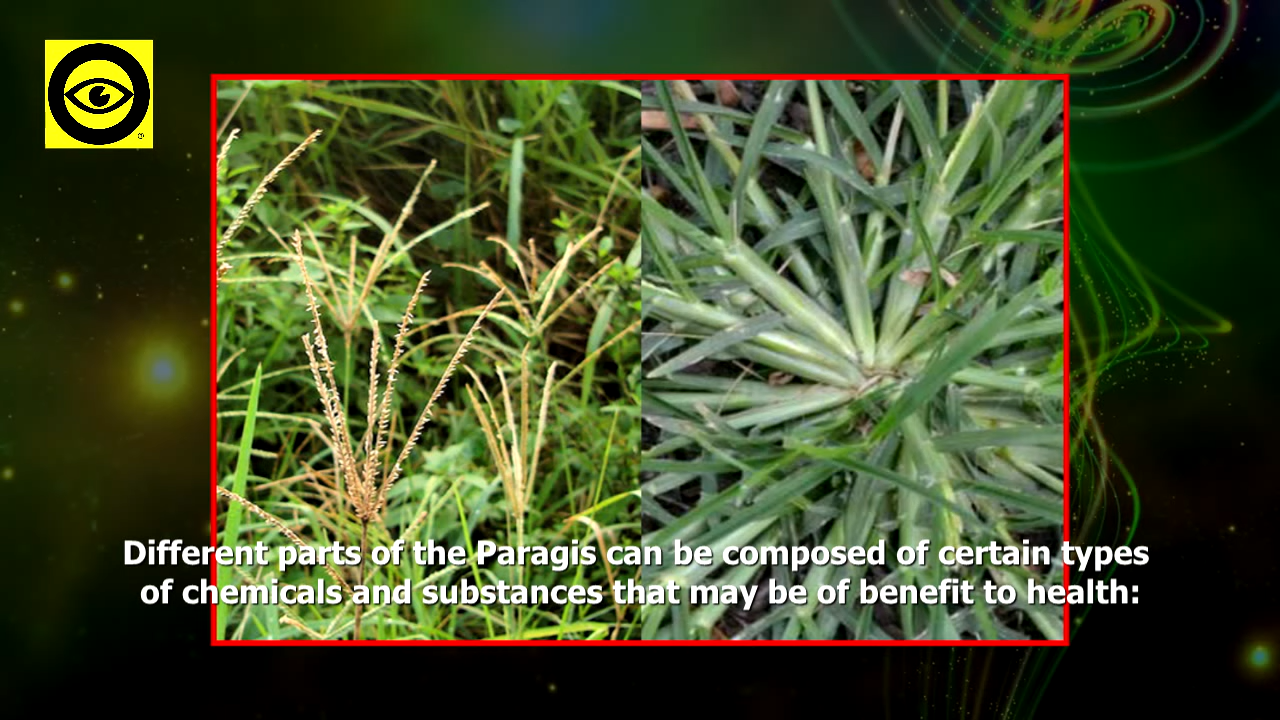 Different parts of the Paragis can be composed of certain types
of chemicals and substances that may be of benefit to health: